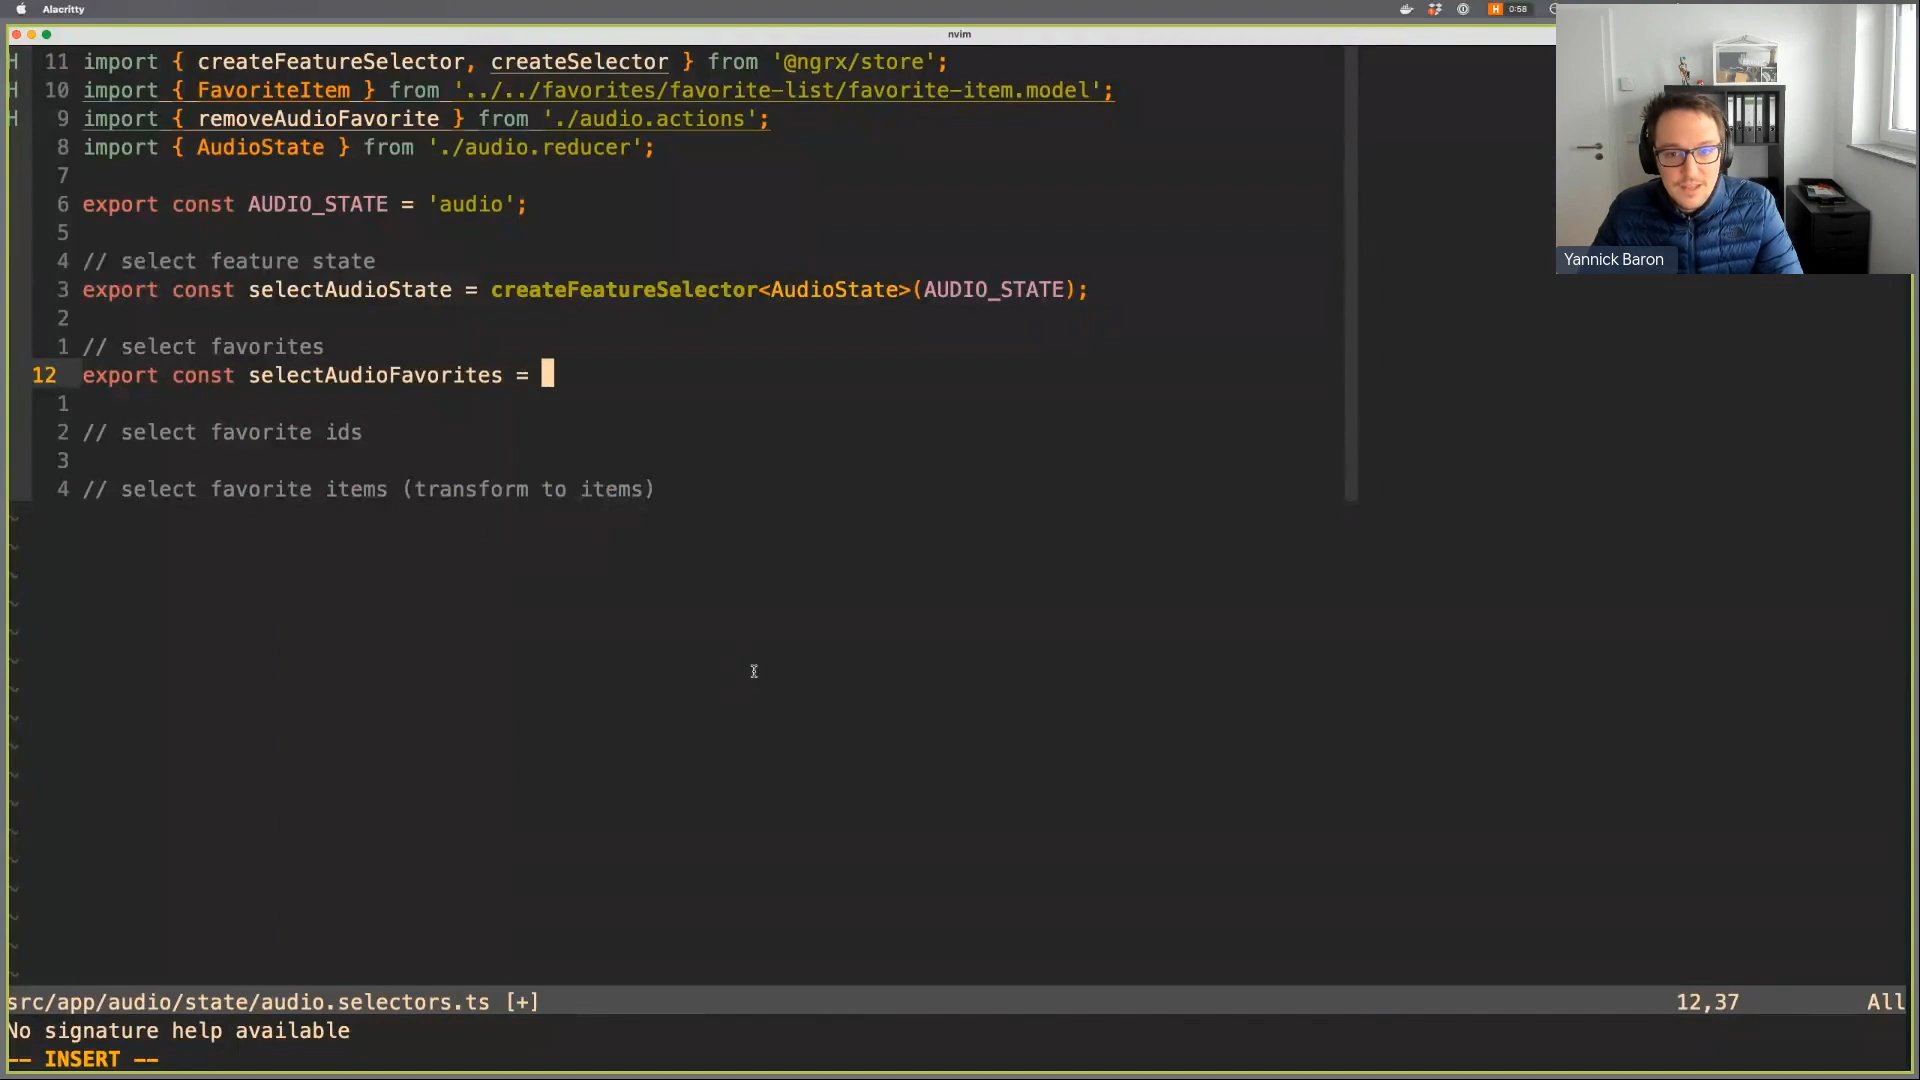 Alacritty
0:58
nvim
H 11 import { createFeatureSelector, createSelector } from '@ngrx/store';
H 10 import { FavoriteItem } from '../../favorites/favorite-list/favorite-item.model';
H 9 import { removeAudioFavorite } from './audio.actions';
8 import { AudioState } from './audio.reducer';
7
6 export const AUDIO_STATE = 'audio';
5
4 // select feature state
3 export const selectAudioState = createFeatureSelector<AudioState>(AUDIO_STATE);
2
1 // select favorites
12 export const selectAudioFavorites =
1
2 // select favorite ids
3
4 // select favorite items (transform to items)
Yannick Baron
src/app/audio/state/audio.selectors.ts [+] 12,37 All
No signature help available
-- INSERT --